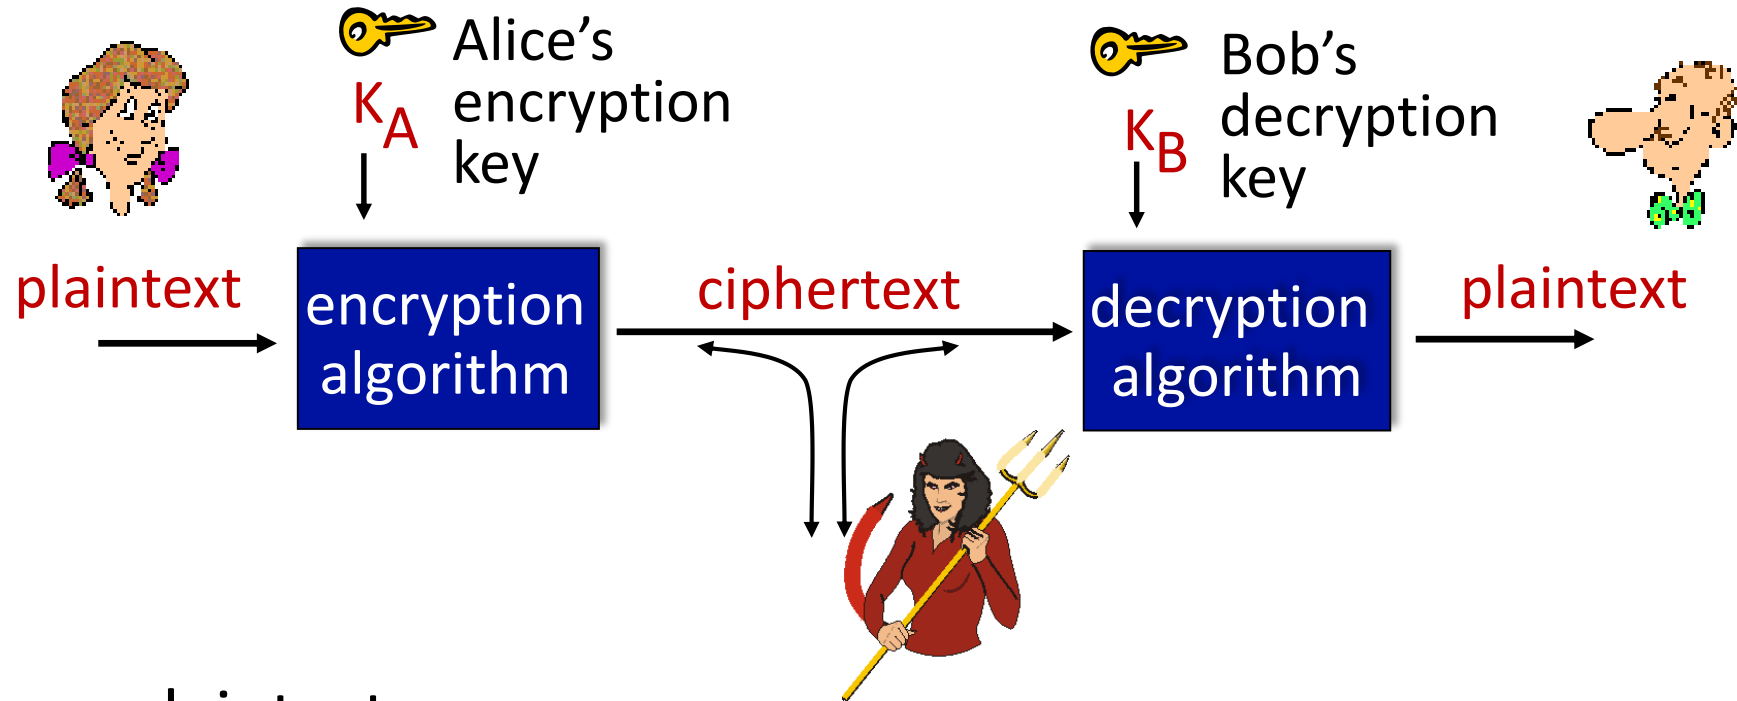 Alice’s
encryption
key
K_A
Bob’s
decryption
key
K_B
plaintext
encryption
algorithm
ciphertext
decryption
algorithm
plaintext